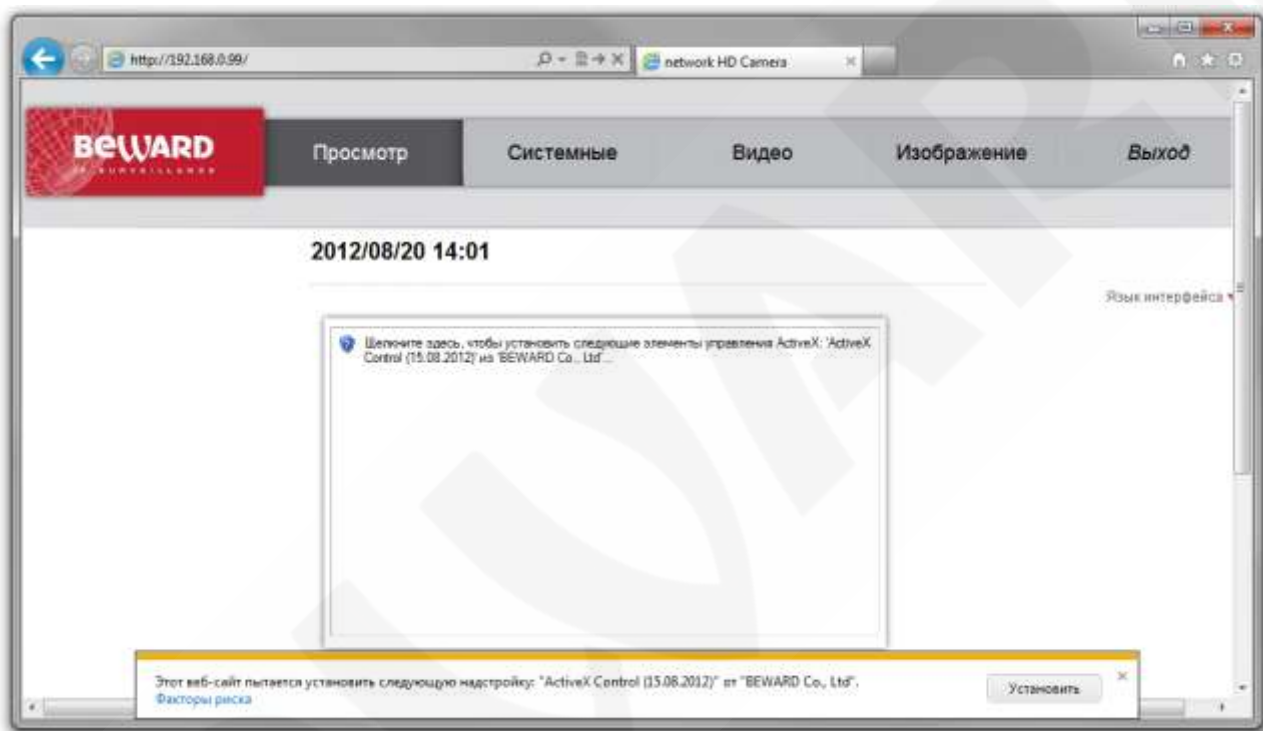 http://192.168.0.99/
network HD Camera
BEWARD
IP SURVEILLANCE
Просмотр
Системные
Видео
Изображение
Выход
2012/08/20 14:01
Язык интерфейса
Щелкните здесь, чтобы установить следующие элементы управления ActiveX: 'ActiveX
Control (15.08.2012)' из 'BEWARD Co., Ltd'...
Этот веб-сайт пытается установить следующую надстройку: "ActiveX Control (15.08.2012)" от "BEWARD Co., Ltd".
Факторы риска
Установить